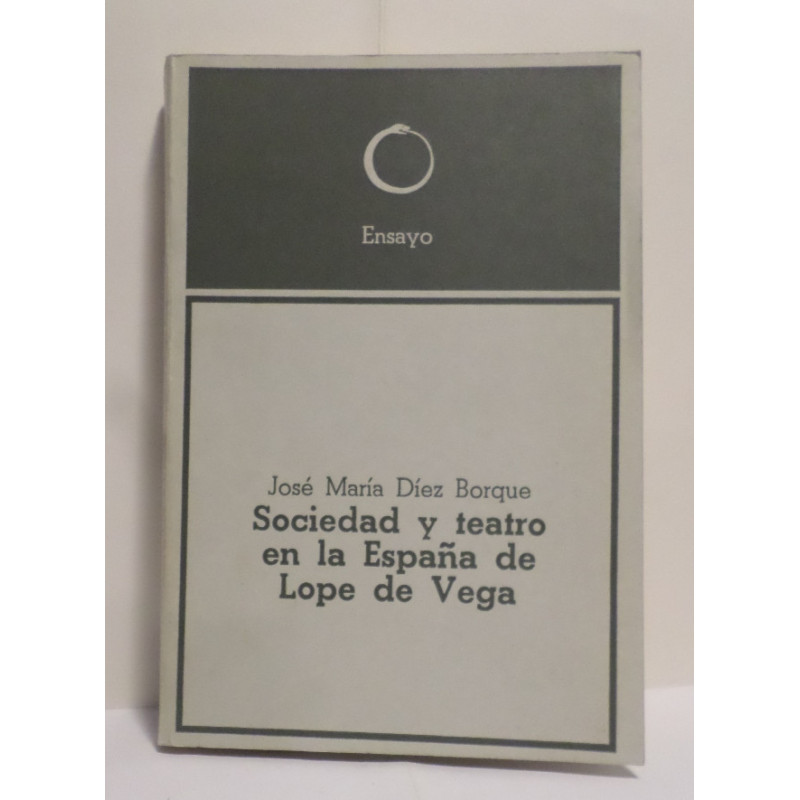 Ensayo
José María Díez Borque
Sociedad y teatro
en la España de
Lope de Vega